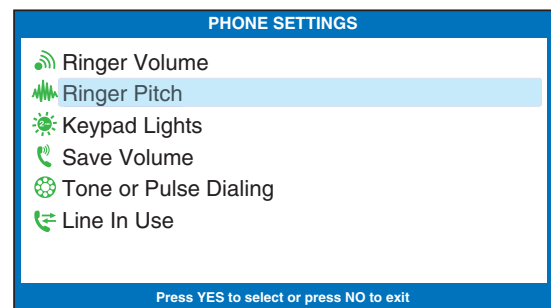 PHONE SETTINGS
Ringer Volume
Ringer Pitch
Keypad Lights
Save Volume
Tone or Pulse Dialing
Line In Use
Press YES to select or press NO to exit